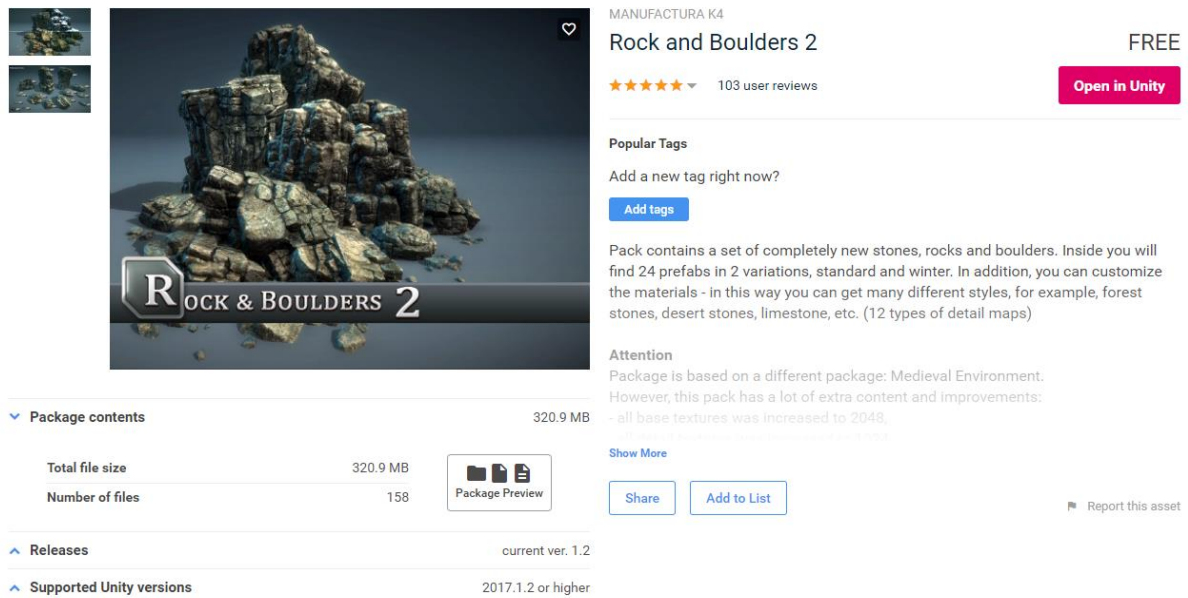 ROCK & BOULDERS 2
Package contents 320.9 MB
Total file size 320.9 MB
Number of files 158
Package Preview
Releases current ver. 1.2
Supported Unity versions 2017.1.2 or higher
MANUFACTURA K4
Rock and Boulders 2
FREE
103 user reviews
Open in Unity
Popular Tags
Add a new tag right now?
Add tags
Pack contains a set of completely new stones, rocks and boulders. Inside you will
find 24 prefabs in 2 variations, standard and winter. In addition, you can customize
the materials - in this way you can get many different styles, for example, forest
stones, desert stones, limestone, etc. (12 types of detail maps)
Attention
Package is based on a different package: Medieval Environment.
However, this pack has a lot of extra content and improvements:
- all base textures was increased to 2048,
Show More
Share
Add to List
Report this asset